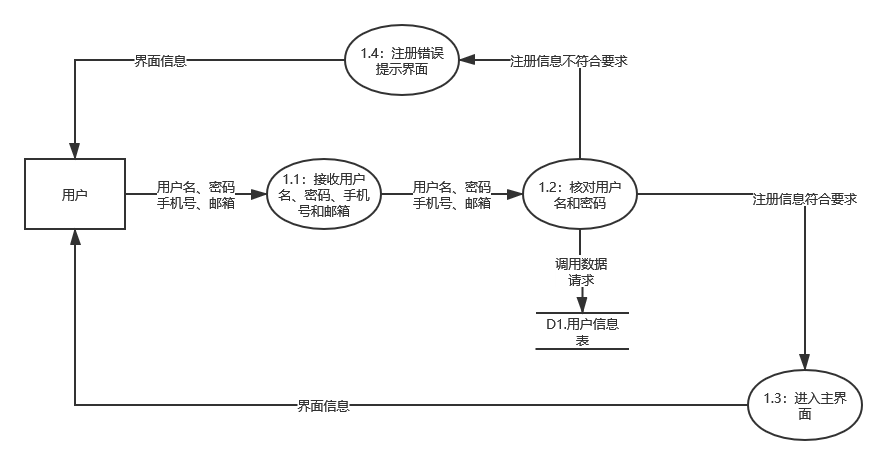 1.4：注册错误
提示界面
界面信息
注册信息不符合要求
用户
用户名、密码
手机号、邮箱
1.1：接收用户
名、密码、手机
号和邮箱
用户名、密码
手机号、邮箱
1.2：核对用户
名和密码
注册信息符合要求
调用数据
请求
D1.用户信息
表
1.3：进入主界
面
界面信息